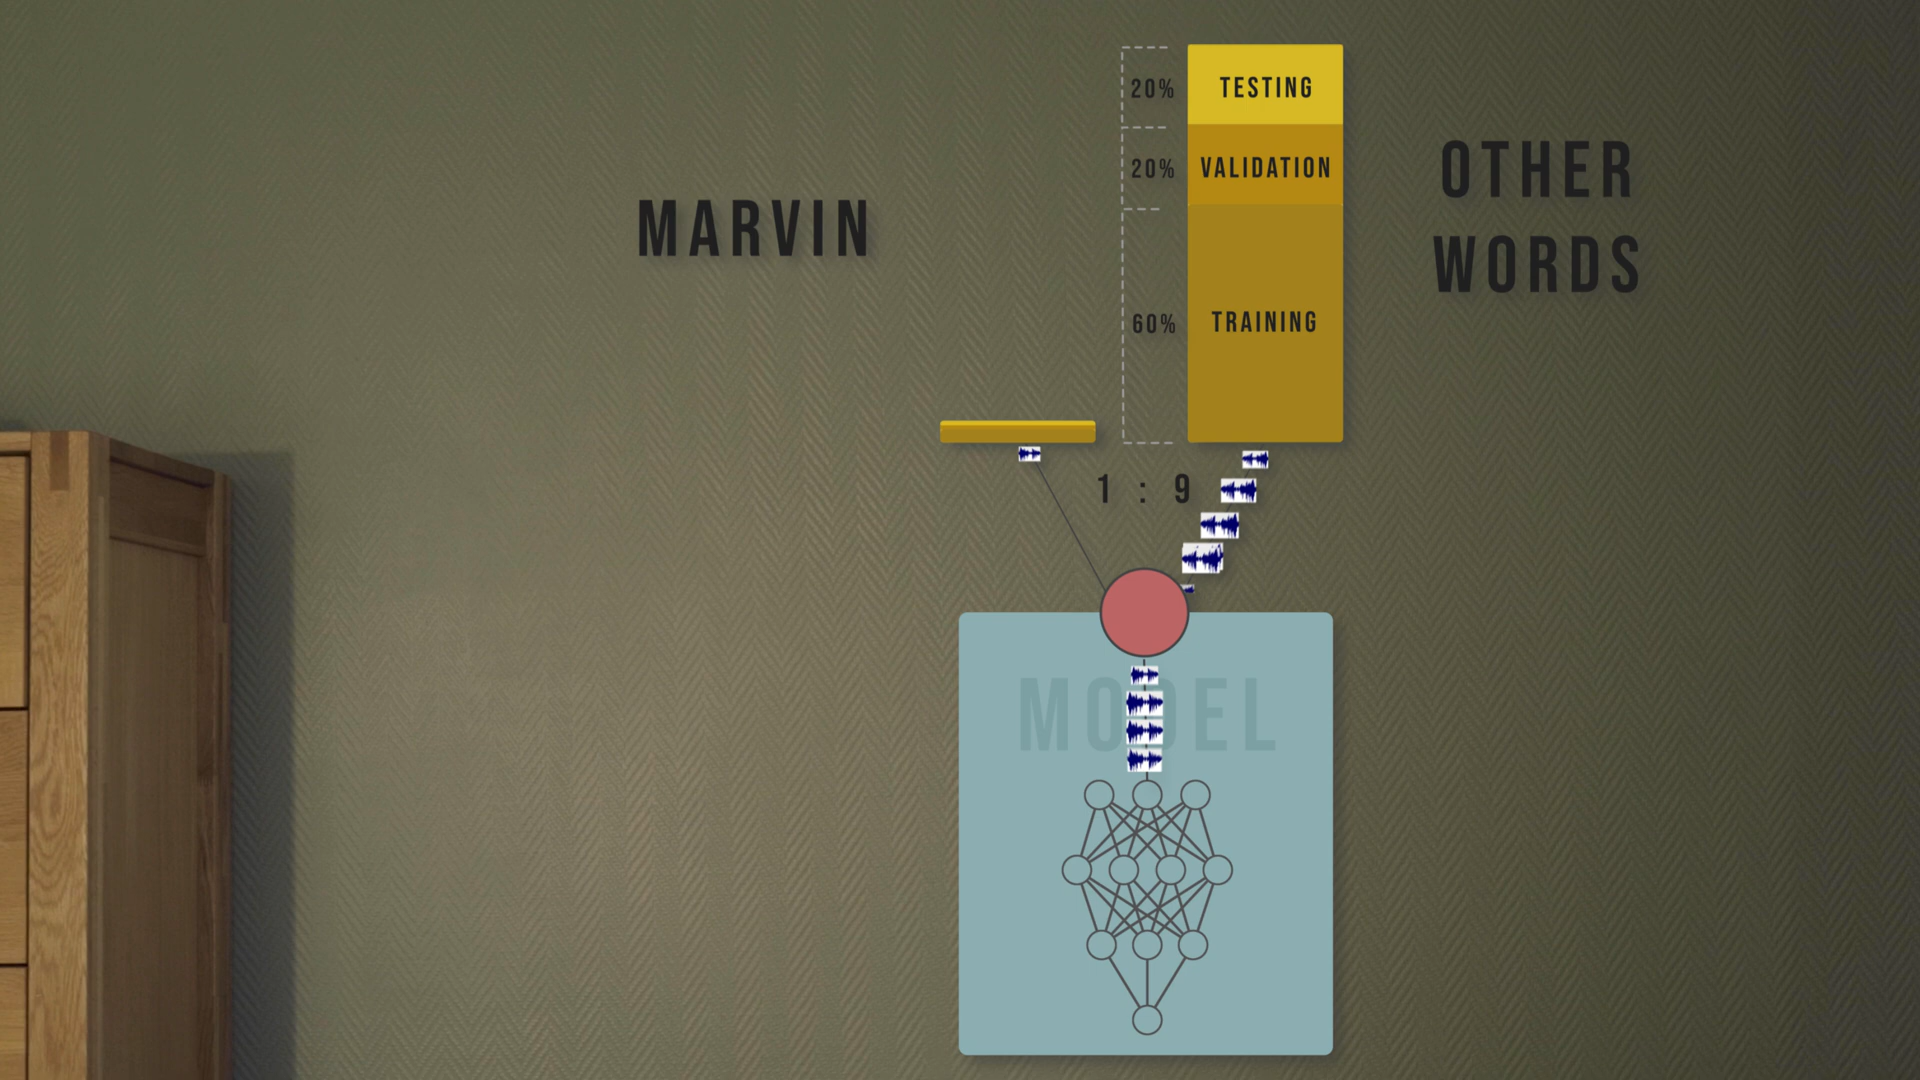 MARVIN
20% TESTING
20% VALIDATION
60% TRAINING
OTHER
WORDS
1 : 9
MODEL